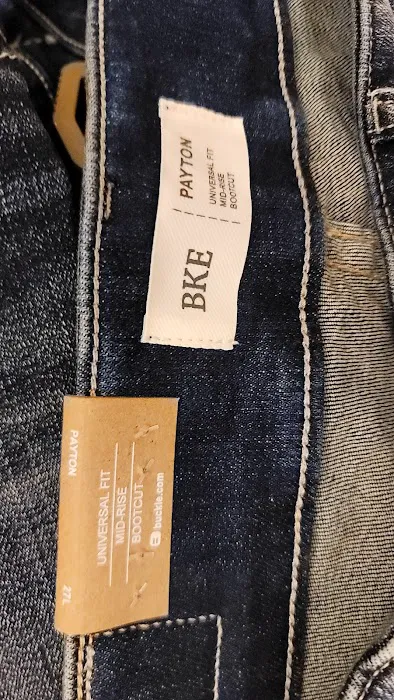 BKE
PAYTON
UNIVERSAL FIT
MID-RISE
BOOTCUT
PAYTON
27L
UNIVERSAL FIT
MID-RISE
BOOTCUT
B buckle.com